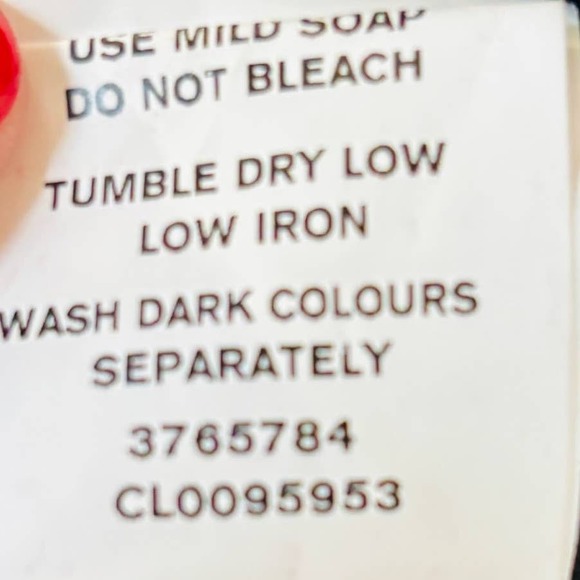 USE MILD SOAP
DO NOT BLEACH
TUMBLE DRY LOW
LOW IRON
WASH DARK COLOURS
SEPARATELY
3765784
CL0095953